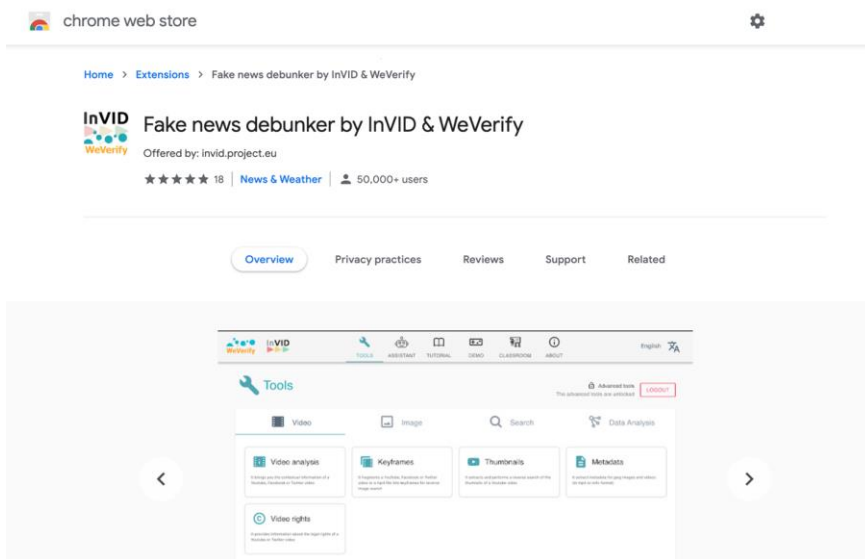 chrome web store
Home > Extensions > Fake news debunker by InVID & WeVerify
InVID
WeVerify
Fake news debunker by InVID & WeVerify
Offered by: invid.project.eu
★★★★★ 18 | News & Weather | 50,000+ users
Overview Privacy practices Reviews Support Related
WeVerify InVID
TOOLS ASSISTANT TUTORIAL DEMO CLASSROOM ABOUT
English
Tools
Advanced tools
The advanced tools are unlocked
LOGOUT
Video Image Search Data Analysis
Video analysis Keyframes Thumbnails Metadata
Video rights